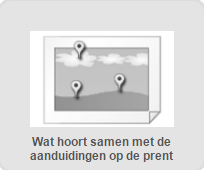 Wat hoort samen met de
aanduidingen op de prent